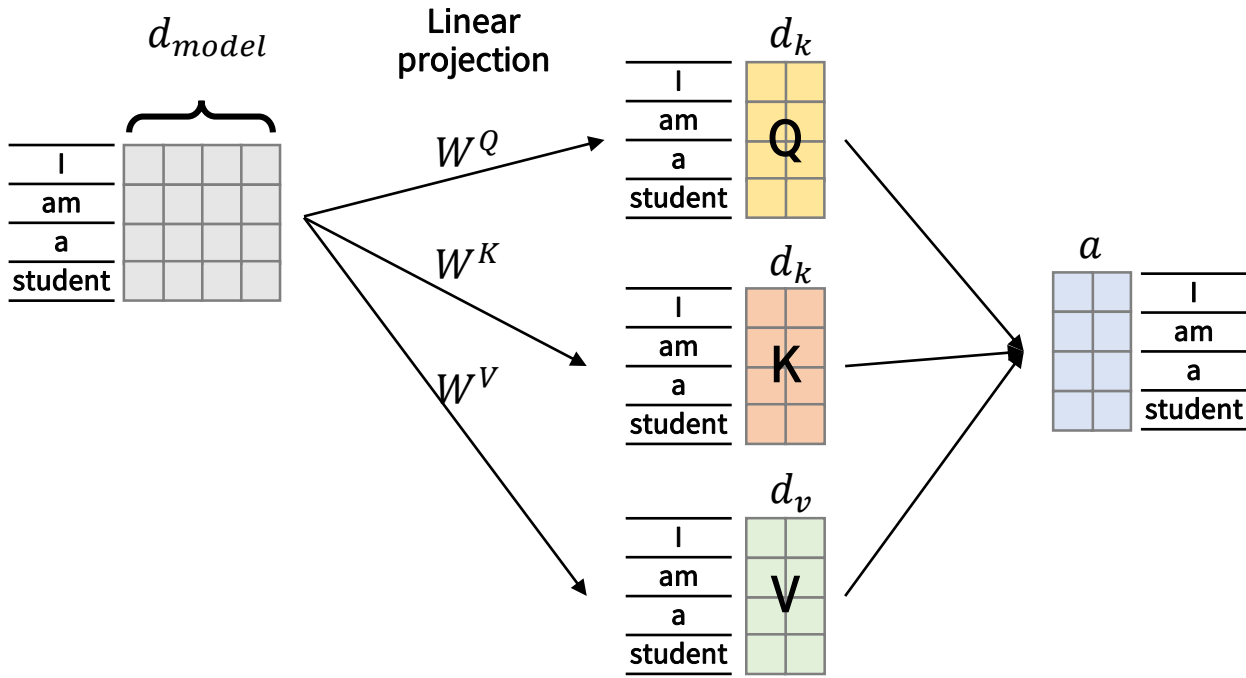 d_model
I
am
a
student
Linear
projection
W^Q
W^K
W^V
d_k
I
am
a
student
Q
d_k
I
am
a
student
K
d_v
I
am
a
student
V
a
I
am
a
student